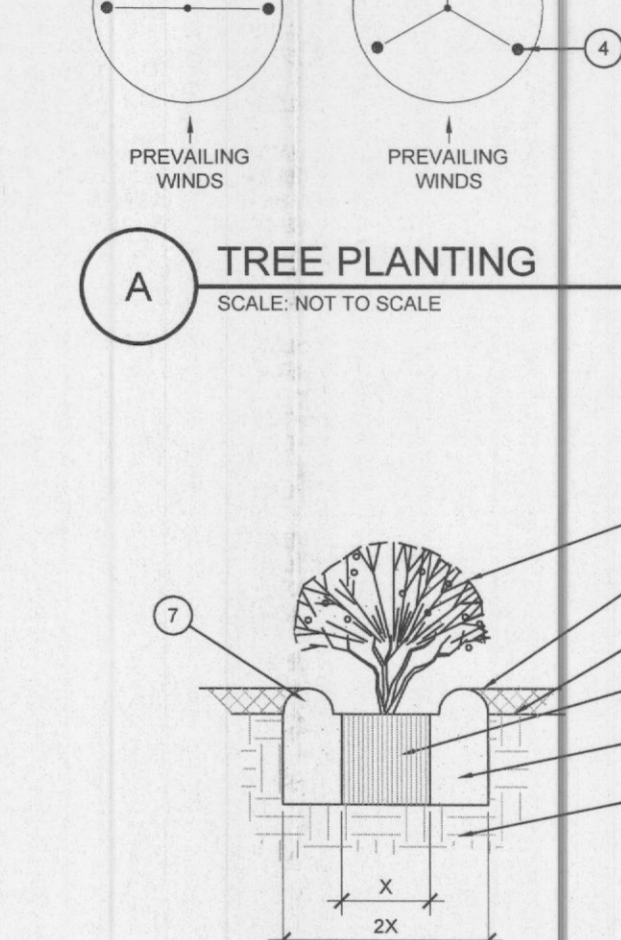 4
PREVAILING
WINDS
PREVAILING
WINDS
A
TREE PLANTING
SCALE: NOT TO SCALE
7
X
2X